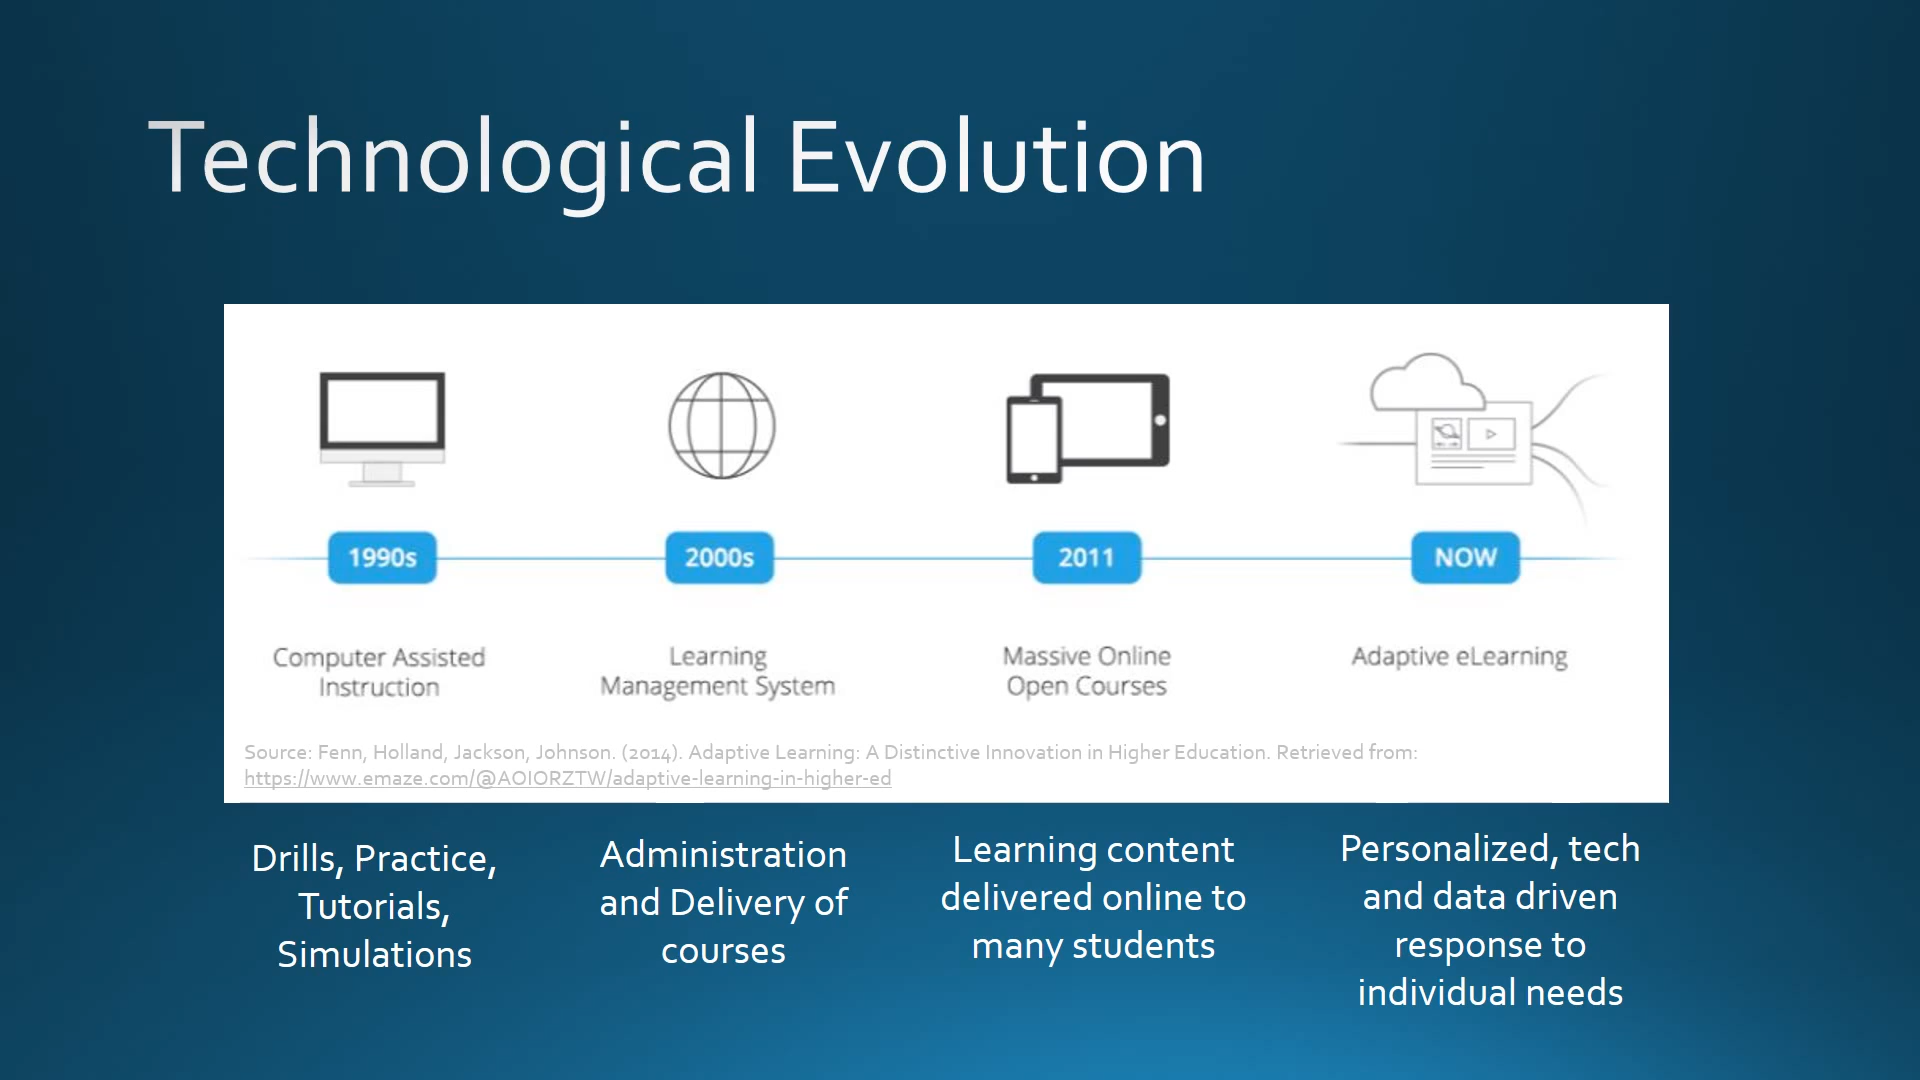 Technological Evolution
1990s
2000s
2011
NOW
Computer Assisted
Instruction
Learning
Management System
Massive Online
Open Courses
Adaptive eLearning
Source: Fenn, Holland, Jackson, Johnson. (2014). Adaptive Learning: A Distinctive Innovation in Higher Education. Retrieved from:
https://www.emaze.com/@AOIORZTW/adaptive-learning-in-higher-ed
Drills, Practice,
Tutorials,
Simulations
Administration
and Delivery of
courses
Learning content
delivered online to
many students
Personalized, tech
and data driven
response to
individual needs